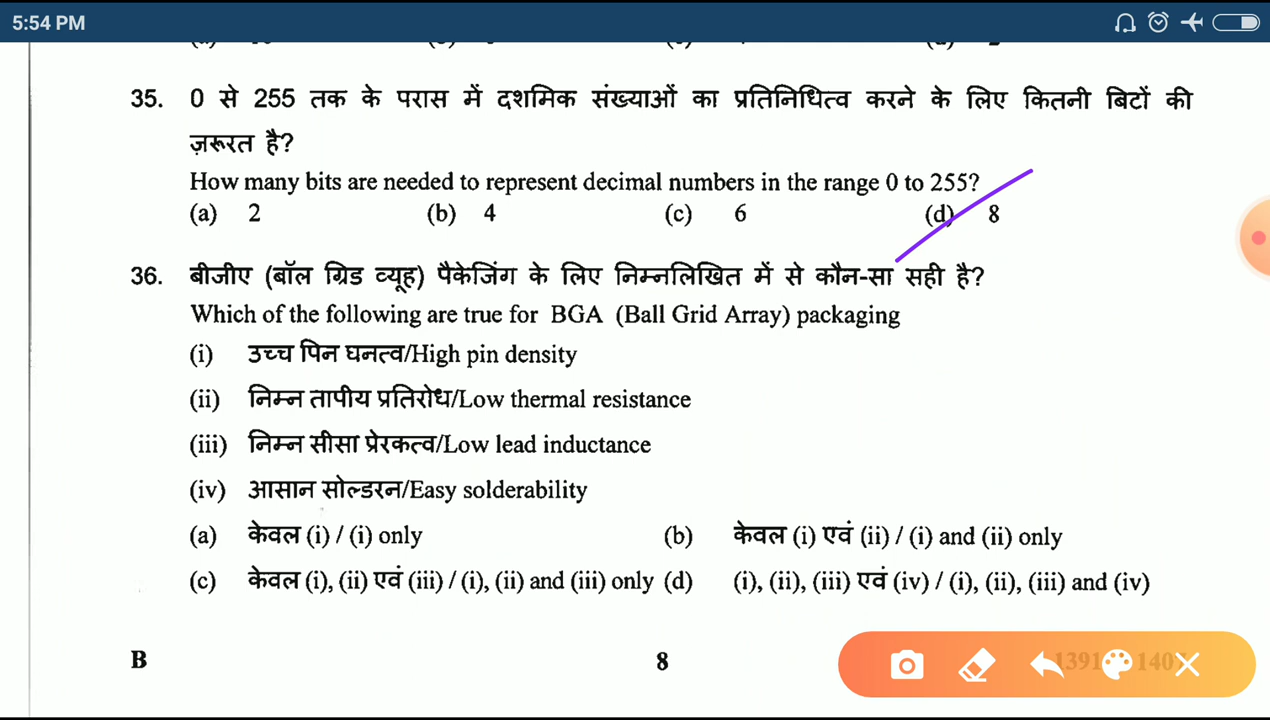 5:54 PM
35. 0 से 255 तक के परास में दशमिक संख्याओं का प्रतिनिधित्व करने के लिए कितनी बिटों की
ज़रूरत है?
How many bits are needed to represent decimal numbers in the range 0 to 255?
(a) 2 (b) 4 (c) 6 (d) 8
36. बीजीए (बॉल ग्रिड व्यूह) पैकेजिंग के लिए निम्नलिखित में से कौन-सा सही है?
Which of the following are true for BGA (Ball Grid Array) packaging
(i) उच्च पिन घनत्व/High pin density
(ii) निम्न तापीय प्रतिरोध/Low thermal resistance
(iii) निम्न सीसा प्रेरकत्व/Low lead inductance
(iv) आसान सोल्डरन/Easy solderability
(a) केवल (i) / (i) only (b) केवल (i) एवं (ii) / (i) and (ii) only
(c) केवल (i), (ii) एवं (iii) / (i), (ii) and (iii) only (d) (i), (ii), (iii) एवं (iv) / (i), (ii), (iii) and (iv)
B 8